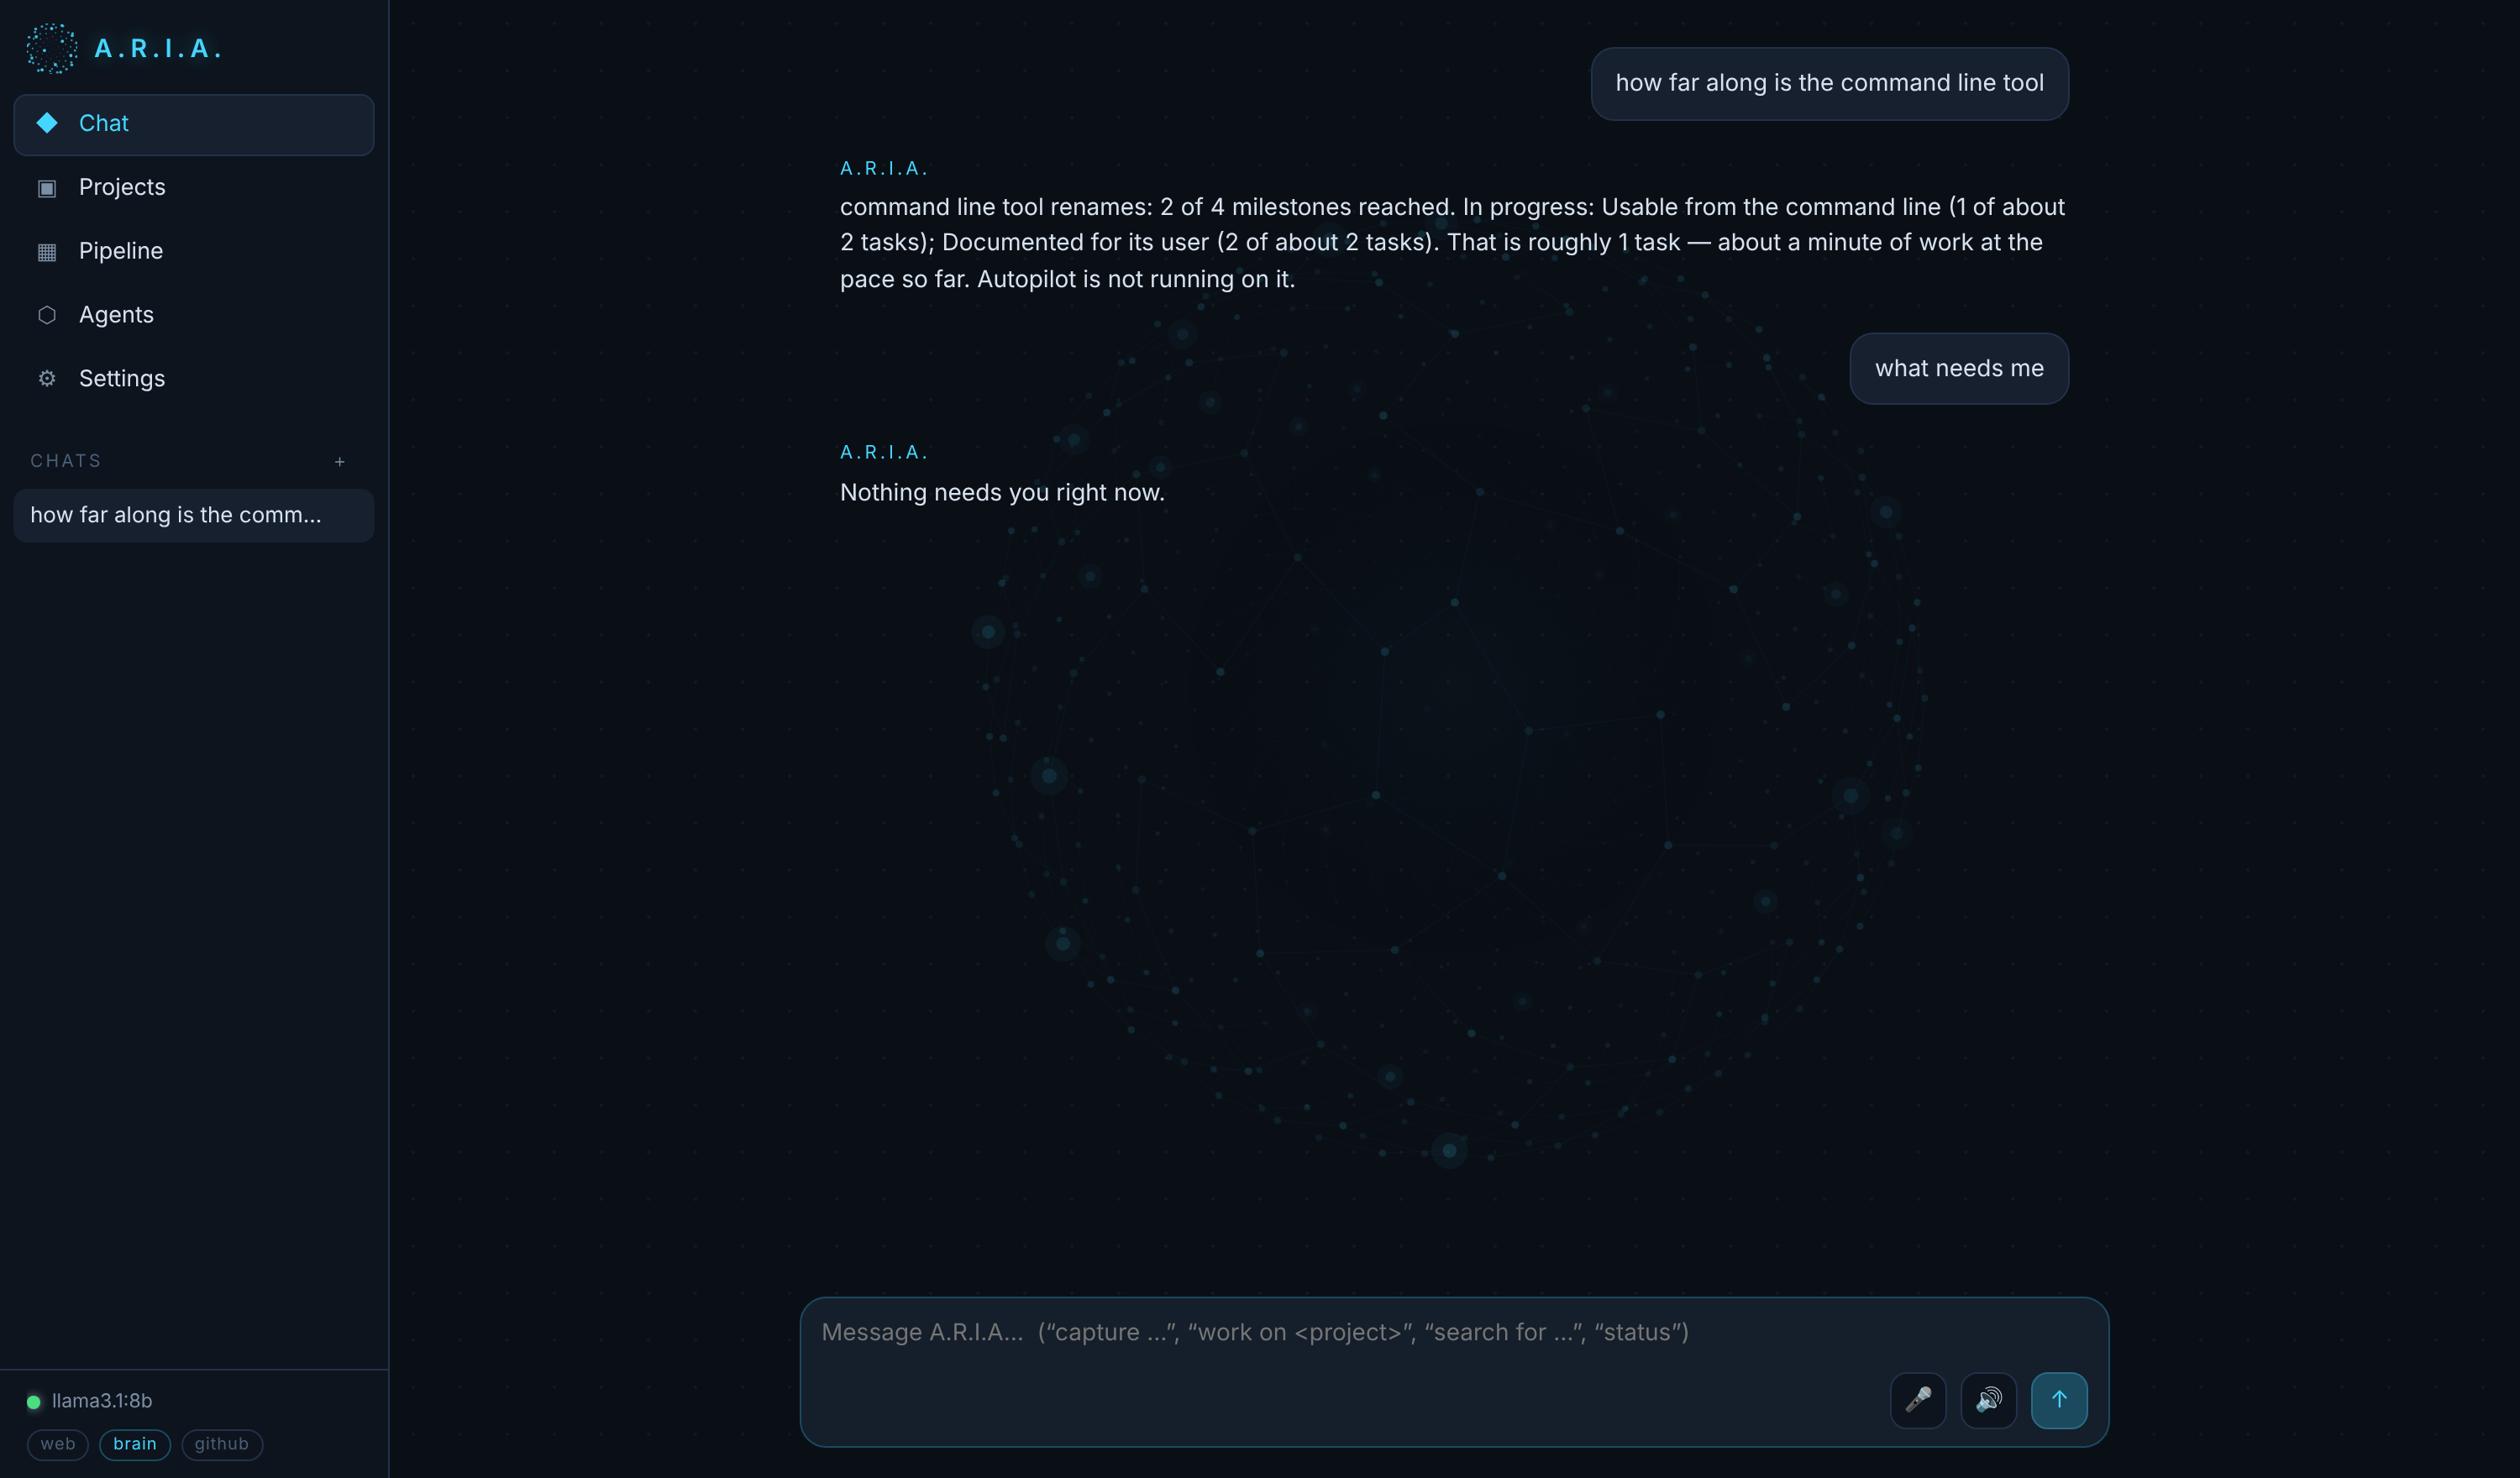 A.R.I.A.
Chat
Projects
Pipeline
Agents
Settings
CHATS +
how far along is the comm...
llama3.1:8b
web brain github
how far along is the command line tool
A.R.I.A.
command line tool renames: 2 of 4 milestones reached. In progress: Usable from the command line (1 of about
2 tasks); Documented for its user (2 of about 2 tasks). That is roughly 1 task — about a minute of work at the
pace so far. Autopilot is not running on it.
what needs me
A.R.I.A.
Nothing needs you right now.
Message A.R.I.A... (“capture ...”, “work on <project>”, “search for ...”, “status”)